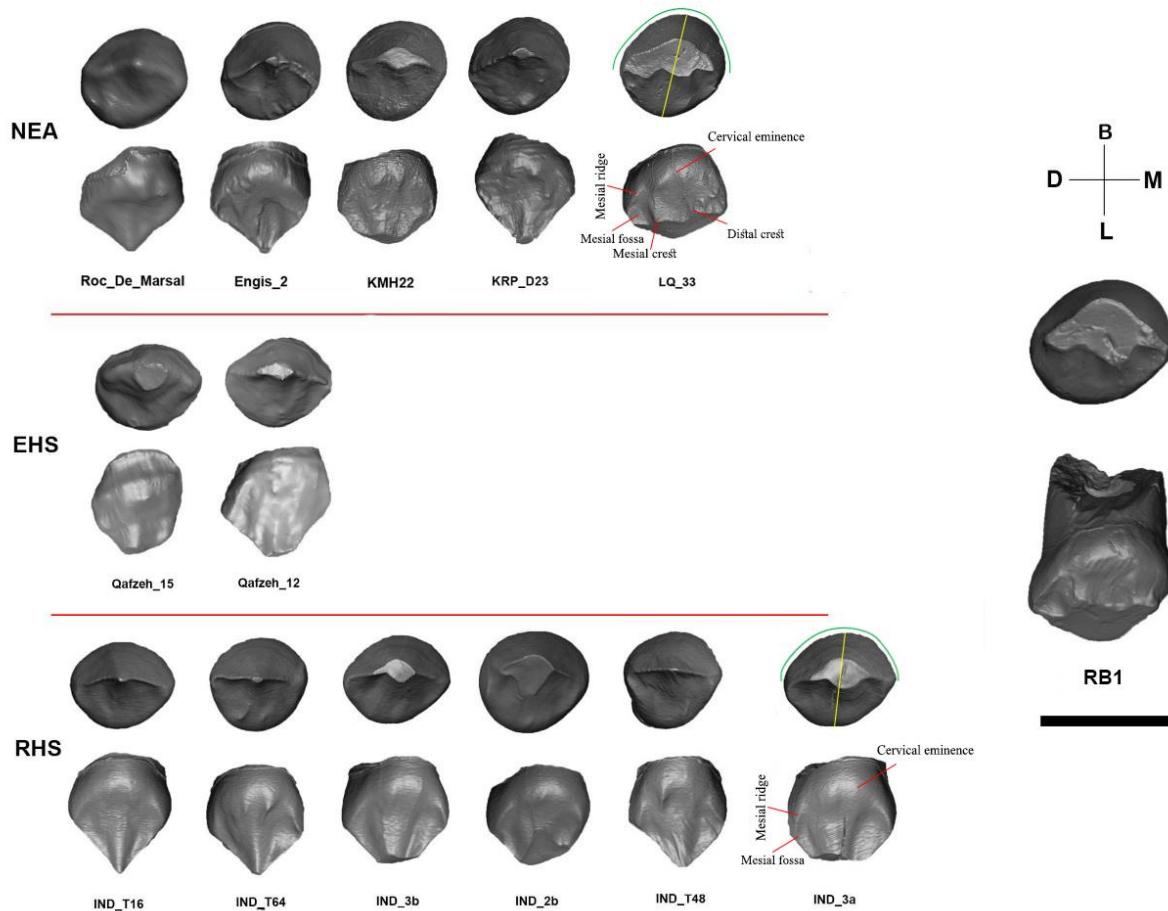 NEA
Cervical eminence
Mesial ridge
Mesial fossa
Mesial crest
Distal crest
Roc_De_Marsal
Engis_2
KMH22
KRP_D23
LQ_33
B
D
M
L
EHS
Qafzeh_15
Qafzeh_12
RB1
RHS
Cervical eminence
Mesial ridge
Mesial fossa
IND_T16
IND_T64
IND_3b
IND_2b
IND_T48
IND_3a